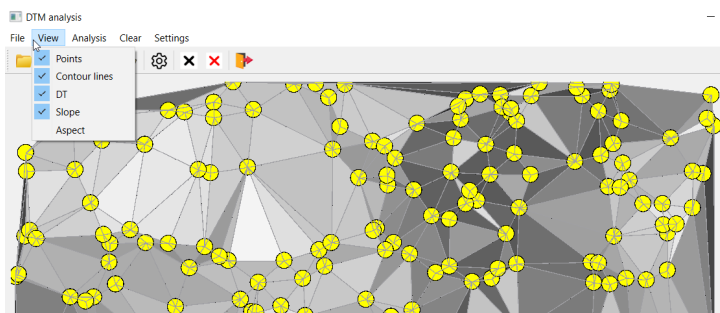 DTM analysis
File View Analysis Clear Settings
Points
Contour lines
DT
Slope
Aspect